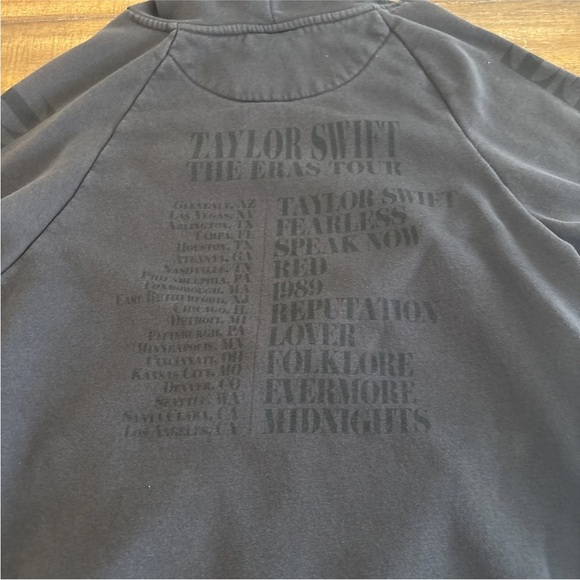 TAYLOR SWIFT
THE ERAS TOUR
GLENDALE, AZ
LAS VEGAS, NV
ARLINGTON, TX
TAMPA, FL
HOUSTON, TX
ATLANTA, GA
NASHVILLE, TN
PHILADELPHIA, PA
FOXBOROUGH, MA
EAST RUTHERFORD, NJ
CHICAGO, IL
DETROIT, MI
PITTSBURGH, PA
MINNEAPOLIS, MN
CINCINNATI, OH
KANSAS CITY, MO
DENVER, CO
SEATTLE, WA
SANTA CLARA, CA
LOS ANGELES, CA
TAYLOR SWIFT
FEARLESS
SPEAK NOW
RED
1989
REPUTATION
LOVER
FOLKLORE
EVERMORE
MIDNIGHTS